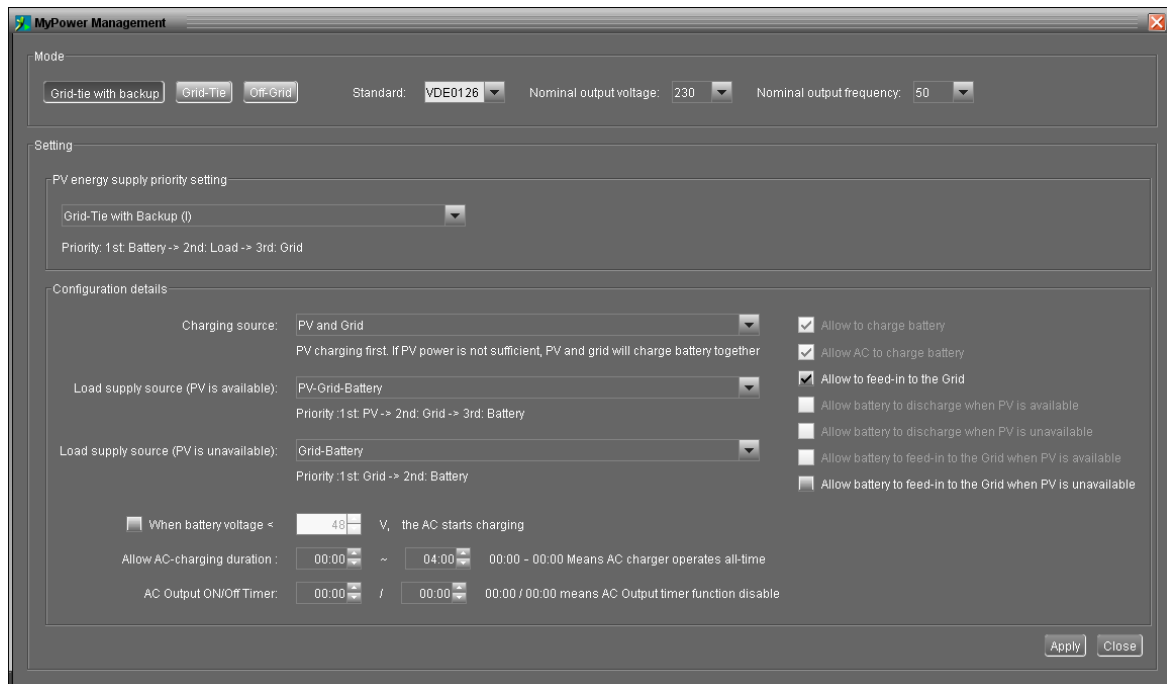 MyPower Management
Mode
Grid-tie with backup Grid-Tie Off-Grid Standard: VDE0126 Nominal output voltage: 230 Nominal output frequency: 50
Setting
PV energy supply priority setting
Grid-Tie with Backup (I)
Priority: 1st: Battery -> 2nd: Load -> 3rd: Grid
Configuration details
Charging source: PV and Grid
PV charging first. If PV power is not sufficient, PV and grid will charge battery together
Load supply source (PV is available): PV-Grid-Battery
Priority :1st: PV -> 2nd: Grid -> 3rd: Battery
Load supply source (PV is unavailable): Grid-Battery
Priority :1st: Grid -> 2nd: Battery
Allow to charge battery
Allow AC to charge battery
Allow to feed-in to the Grid
Allow battery to discharge when PV is available
Allow battery to discharge when PV is unavailable
Allow battery to feed-in to the Grid when PV is available
Allow battery to feed-in to the Grid when PV is unavailable
When battery voltage < 48 V, the AC starts charging
Allow AC-charging duration : 00:00 ~ 04:00 00:00 - 00:00 Means AC charger operates all-time
AC Output ON/Off Timer: 00:00 / 00:00 00:00 / 00:00 means AC Output timer function disable
Apply Close